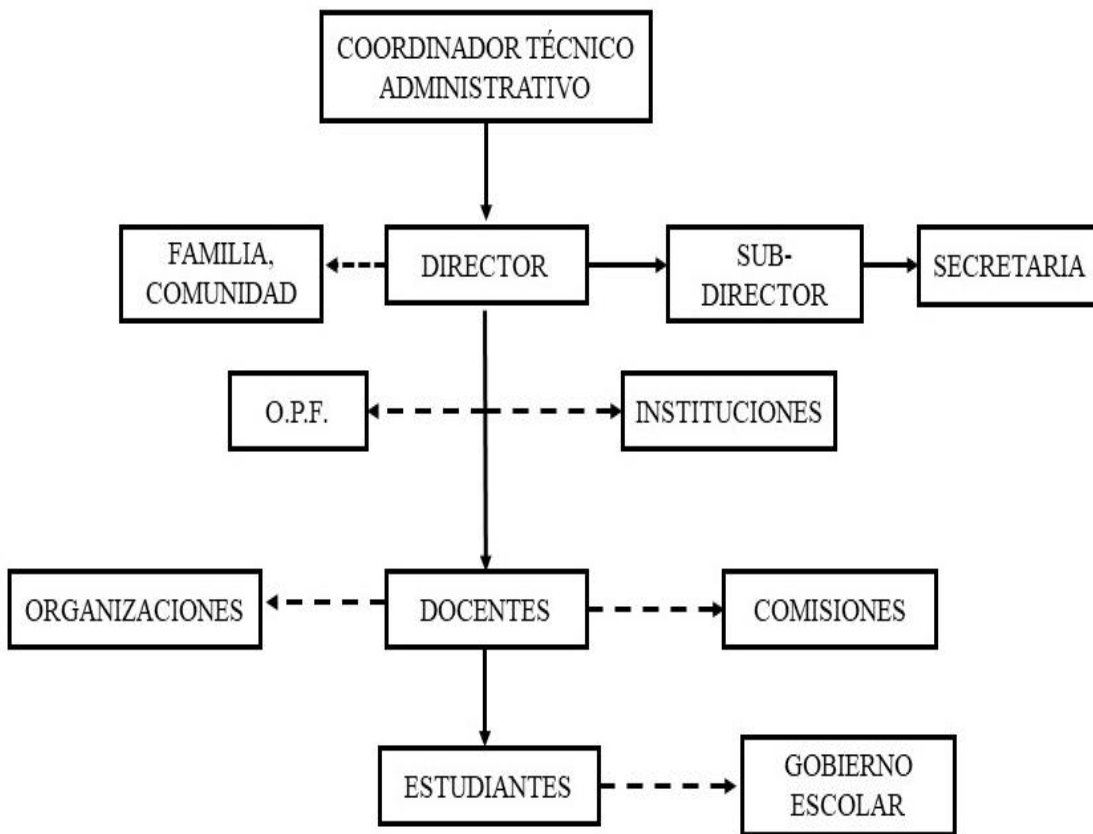 COORDINADOR TÉCNICO
ADMINISTRATIVO
FAMILIA,
COMUNIDAD
DIRECTOR
SUB-
DIRECTOR
SECRETARIA
O.P.F.
INSTITUCIONES
ORGANIZACIONES
DOCENTES
COMISIONES
ESTUDIANTES
GOBIERNO
ESCOLAR